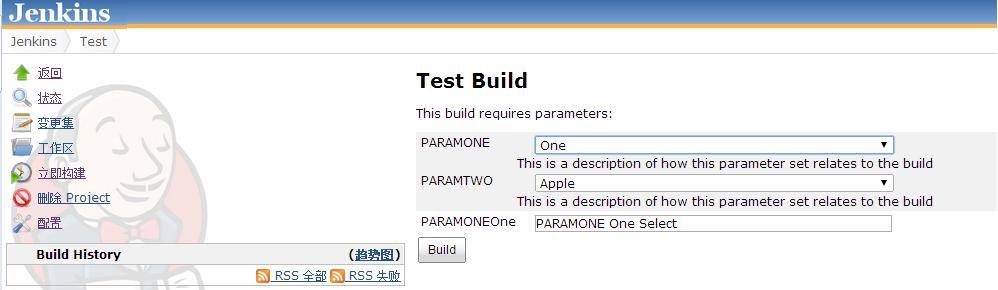 Jenkins
Jenkins Test
返回
状态
变更集
工作区
立即构建
删除 Project
配置
Build History (趋势图)
RSS 全部 RSS 失败
Test Build
This build requires parameters:
PARAMONE One
This is a description of how this parameter set relates to the build
PARAMTWO Apple
This is a description of how this parameter set relates to the build
PARAMONEOne PARAMONE One Select
Build